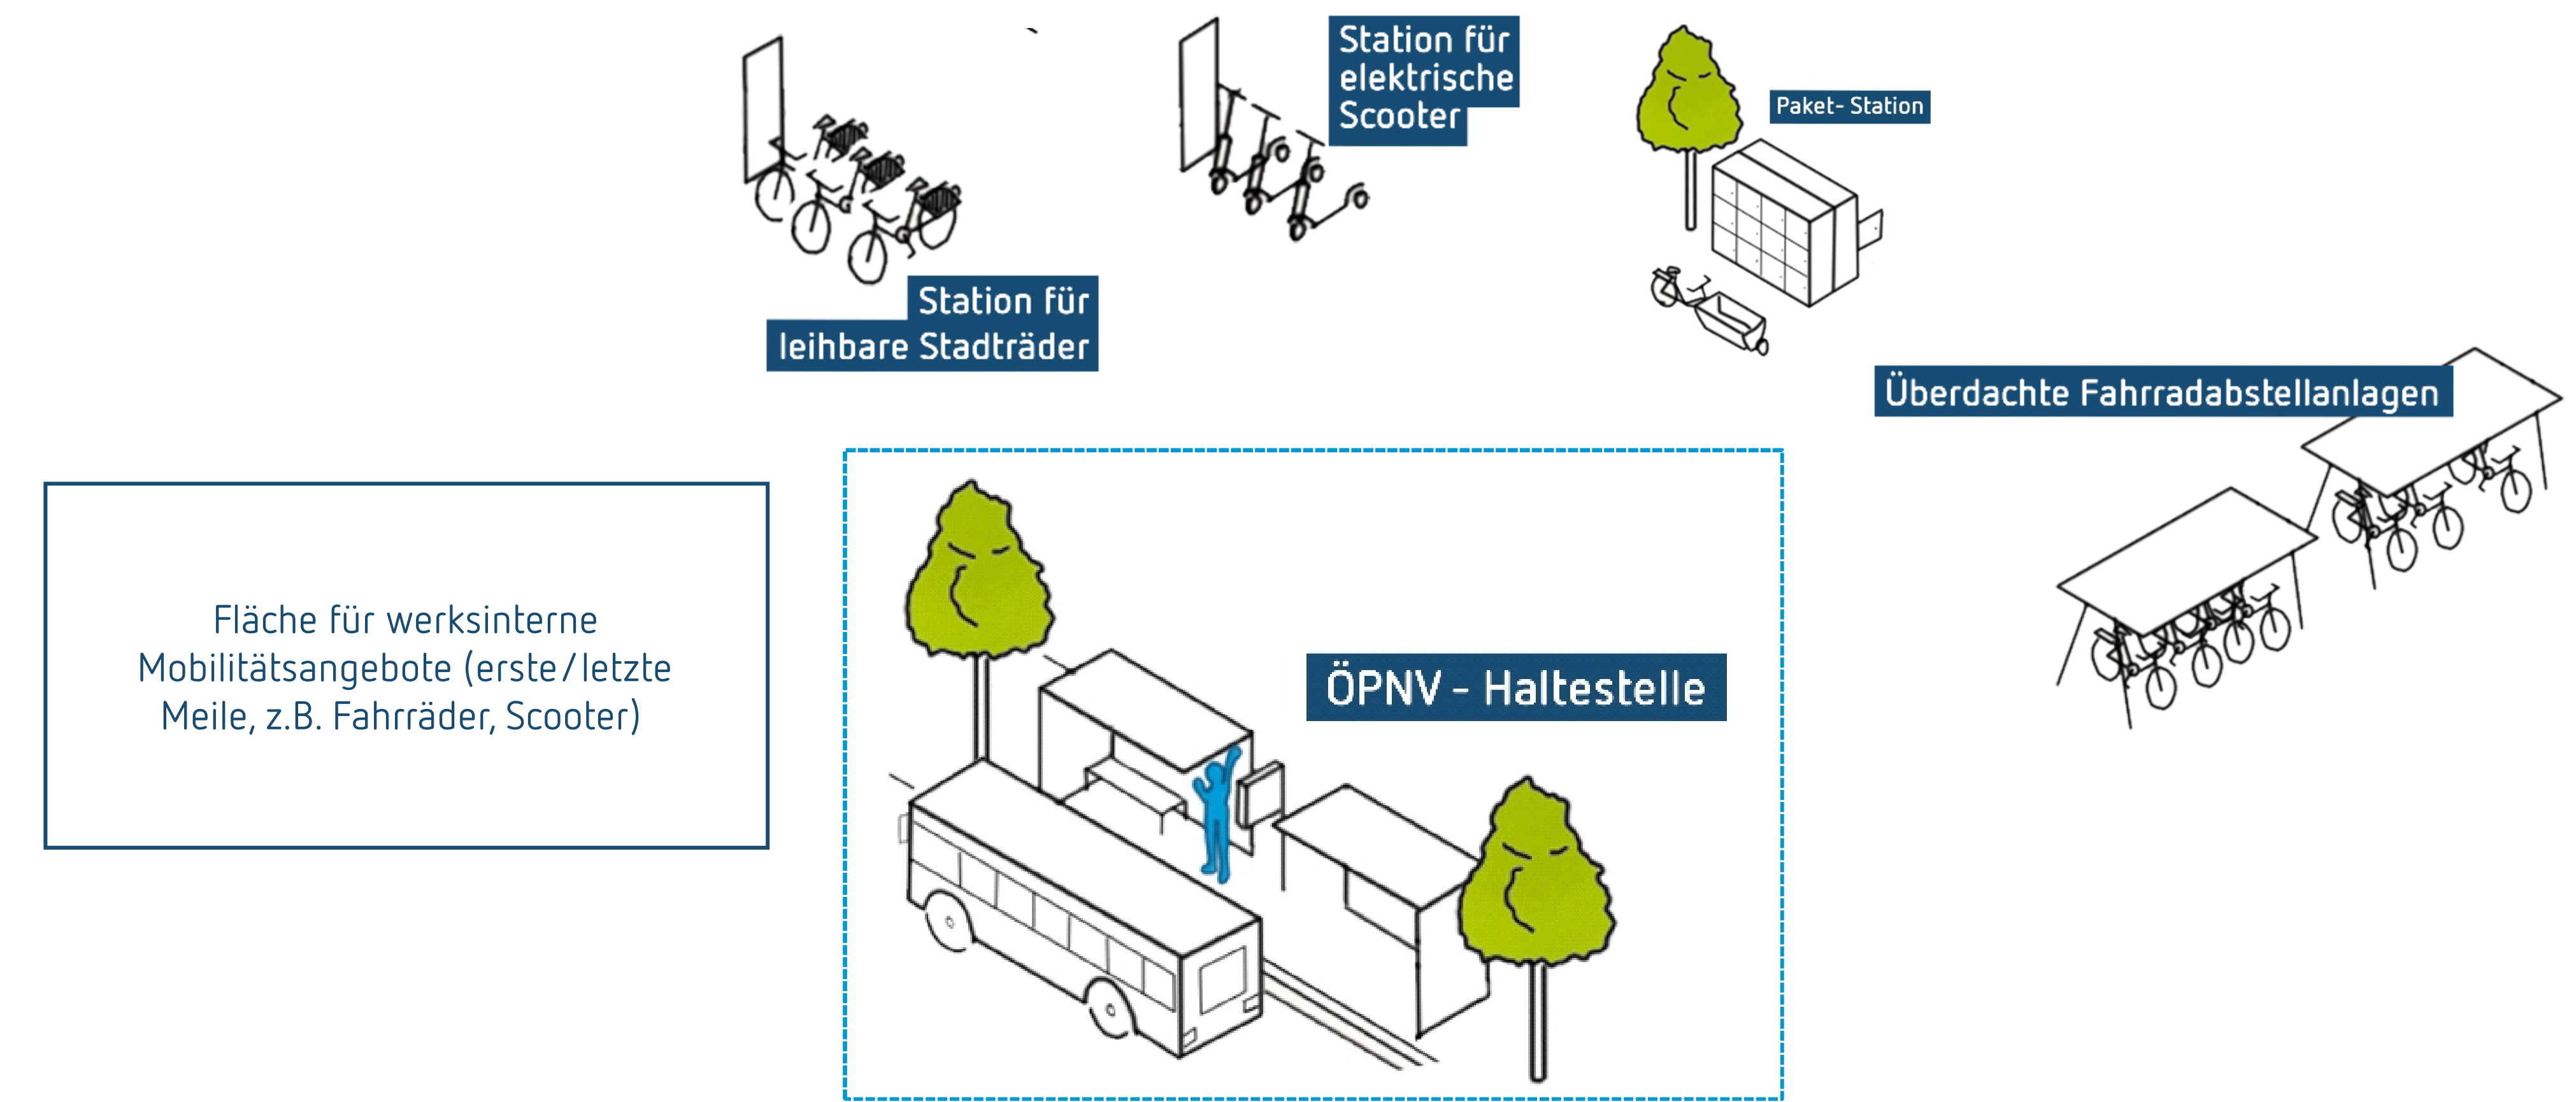 Station für
elektrische
Scooter
Paket- Station
Station für
leihbare Stadträder
Überdachte Fahrradabstellanlagen
Fläche für werksinterne
Mobilitätsangebote (erste/letzte
Meile, z.B. Fahrräder, Scooter)
ÖPNV - Haltestelle